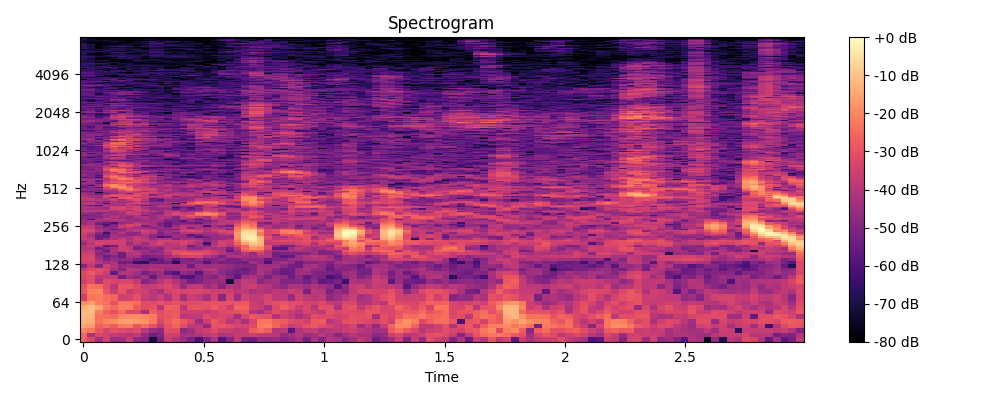 Spectrogram
Hz
4096
2048
1024
512
256
128
64
0
0
0.5
1
1.5
2
2.5
Time
+0 dB
-10 dB
-20 dB
-30 dB
-40 dB
-50 dB
-60 dB
-70 dB
-80 dB